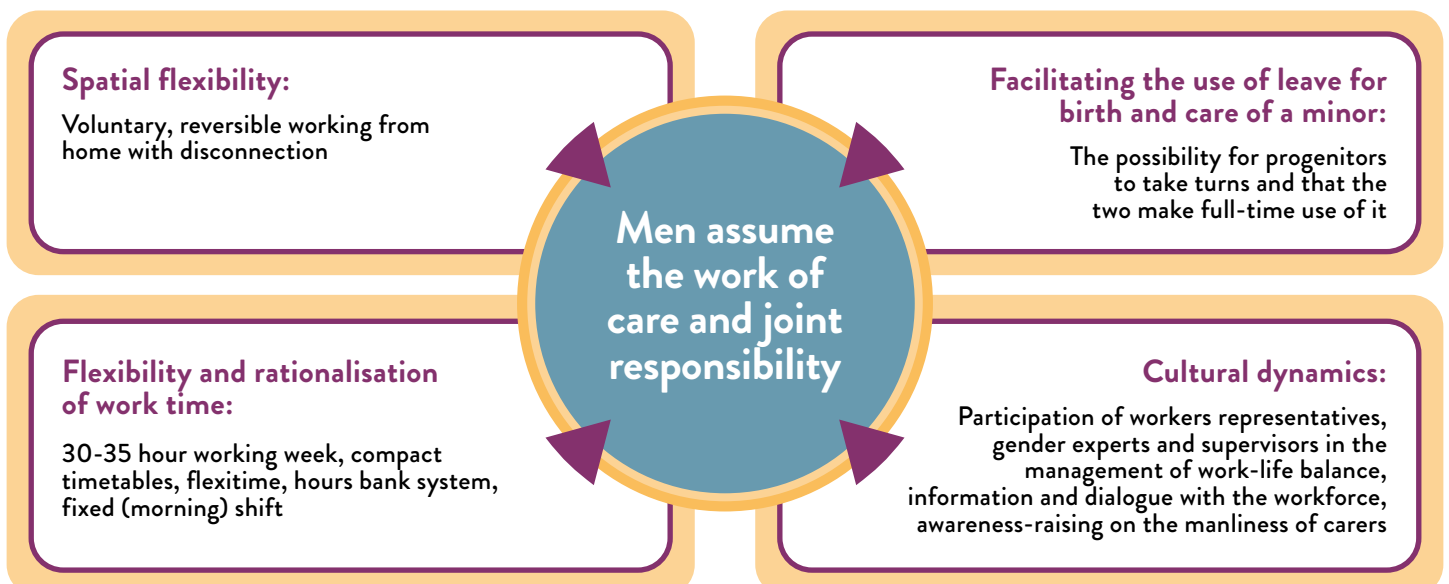 Spatial flexibility:
Voluntary, reversible working from
home with disconnection
Facilitating the use of leave for
birth and care of a minor:
The possibility for progenitors
to take turns and that the
two make full-time use of it
Men assume
the work of
care and joint
responsibility
Flexibility and rationalisation
of work time:
30-35 hour working week, compact
timetables, flexitime, hours bank system,
fixed (morning) shift
Cultural dynamics:
Participation of workers representatives,
gender experts and supervisors in the
management of work-life balance,
information and dialogue with the workforce,
awareness-raising on the manliness of carers